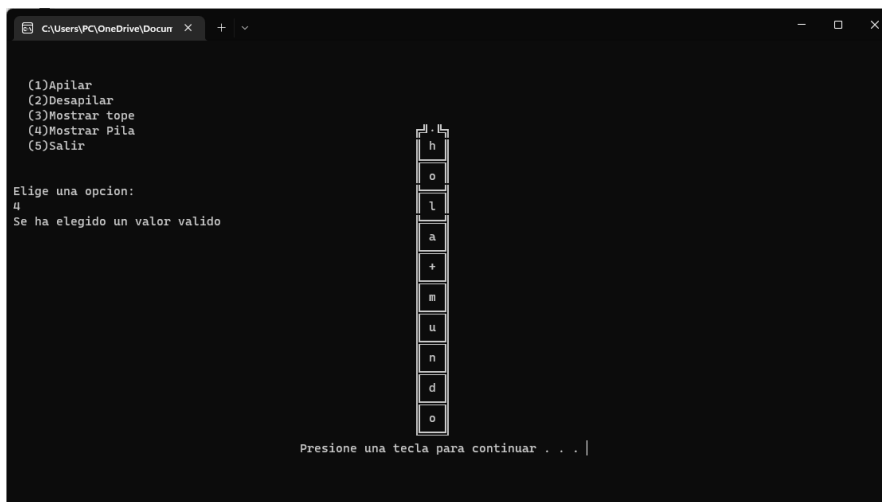 C:\Users\PC\OneDrive\Docum
(1)Apilar
(2)Desapilar
(3)Mostrar tope
(4)Mostrar Pila
(5)Salir
Elige una opcion:
4
Se ha elegido un valor valido
.
h
o
l
a
+
m
u
n
d
o
Presione una tecla para continuar . . .